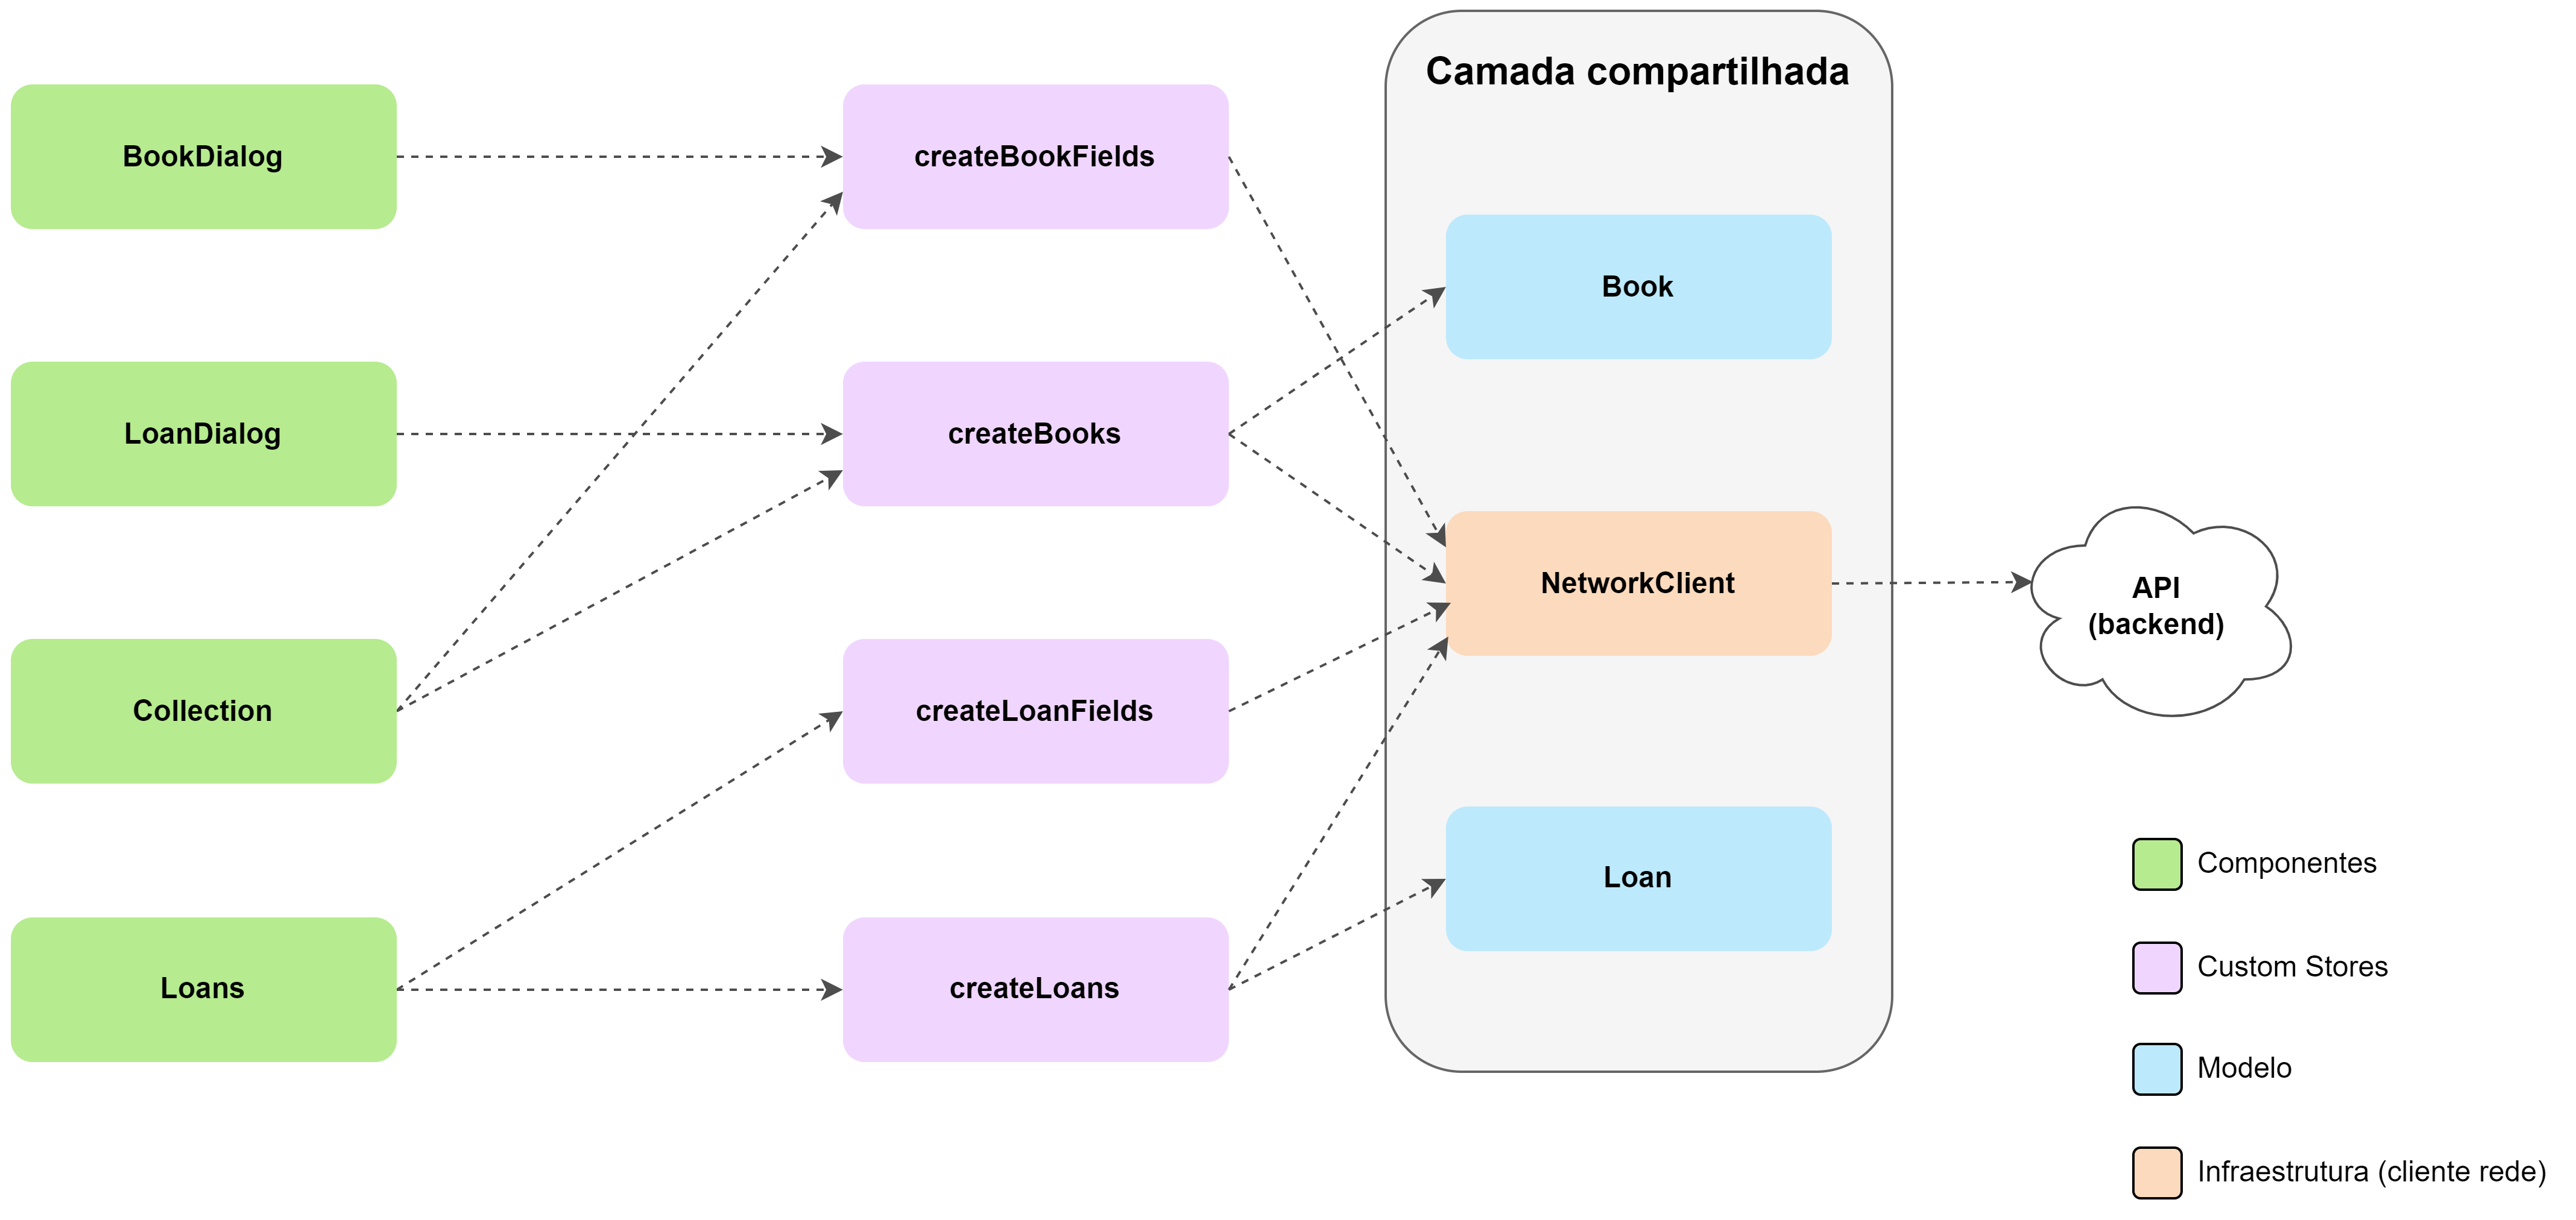 Camada compartilhada
BookDialog
createBookFields
Book
LoanDialog
createBooks
NetworkClient
API
(backend)
Collection
createLoanFields
Loan
Loans
createLoans
Componentes
Custom Stores
Modelo
Infraestrutura (cliente rede)